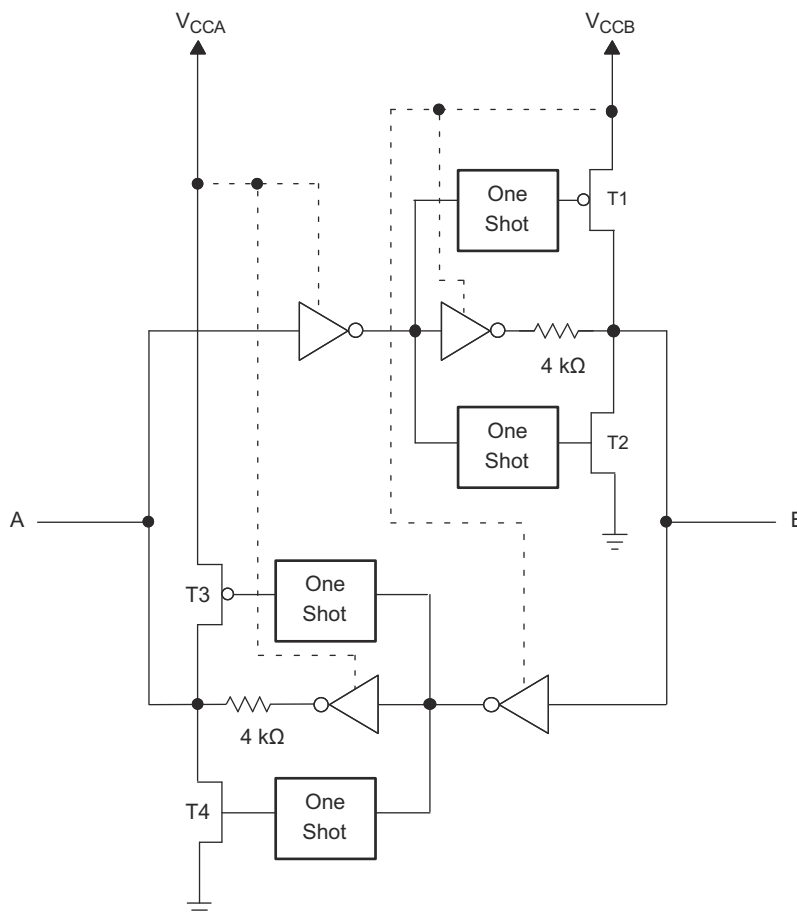 V_CCA
V_CCB
One
Shot
T1
4 kΩ
One
Shot
T2
A
B
T3
One
Shot
4 kΩ
T4
One
Shot